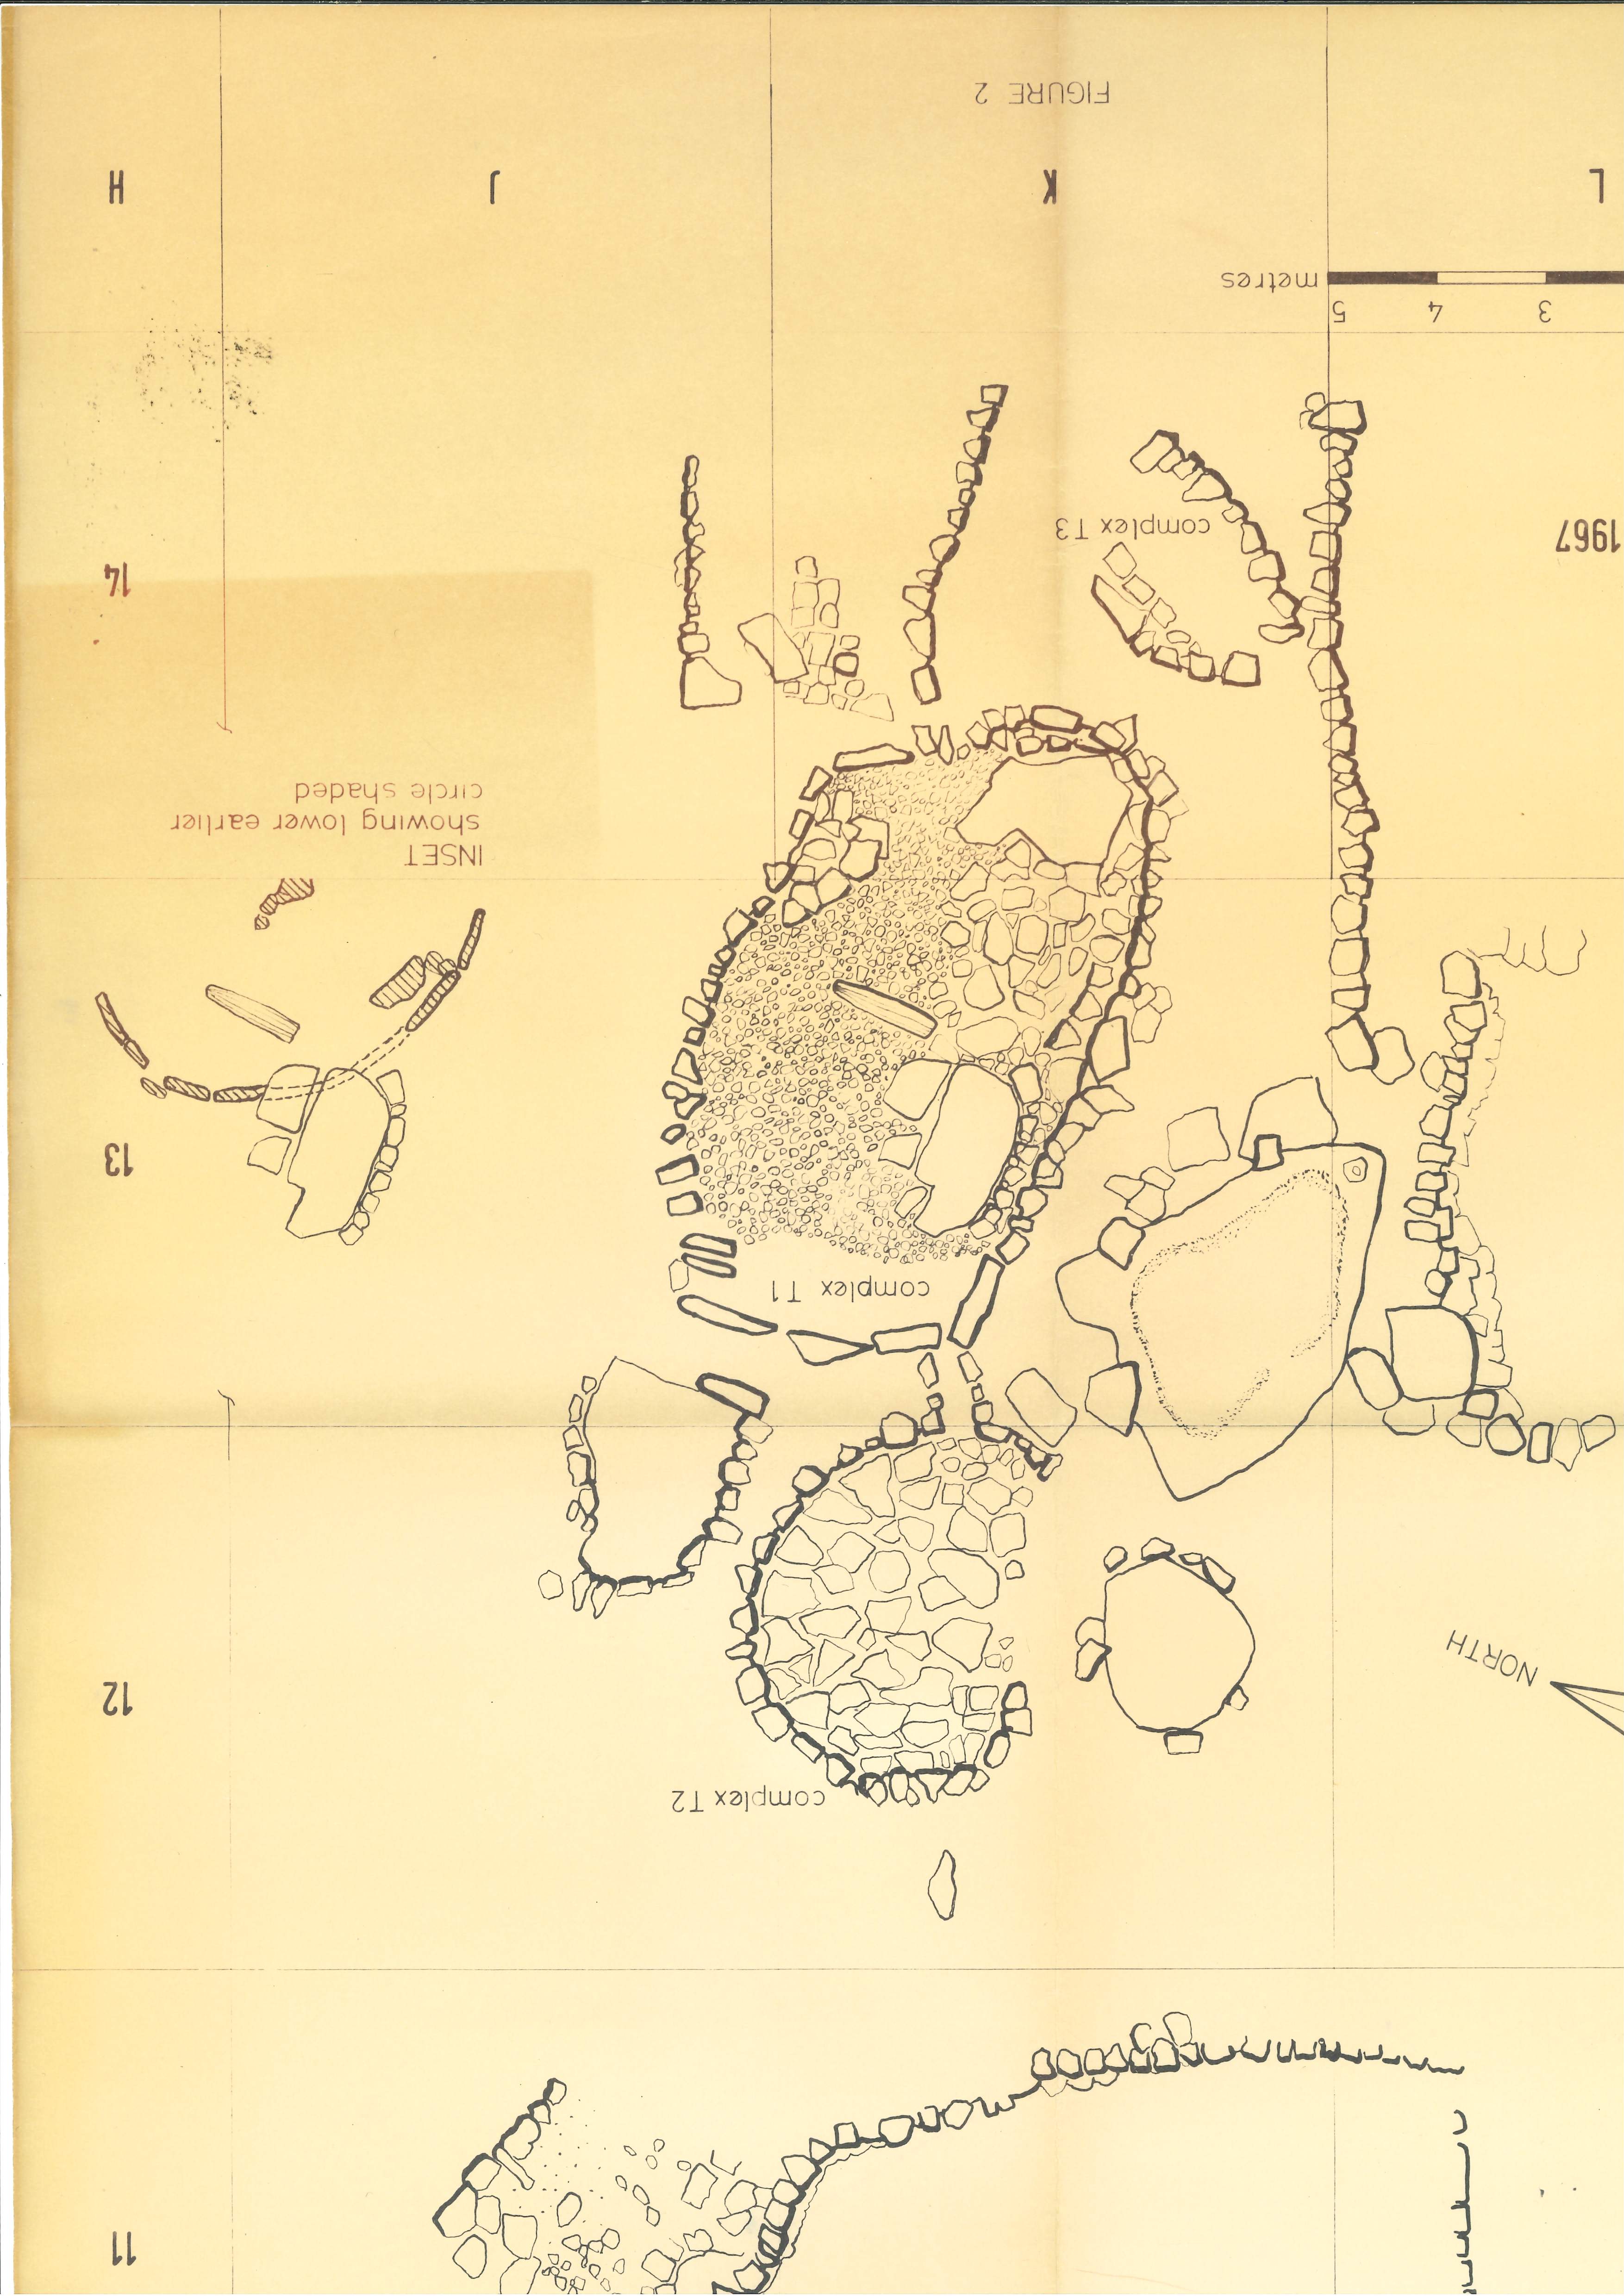 11
12
13
14
H
J
K
L
INSET
showing lower earlier
circle shaded
complex T2
complex T1
complex T3
NORTH
1967
3
4
5
metres
FIGURE 2